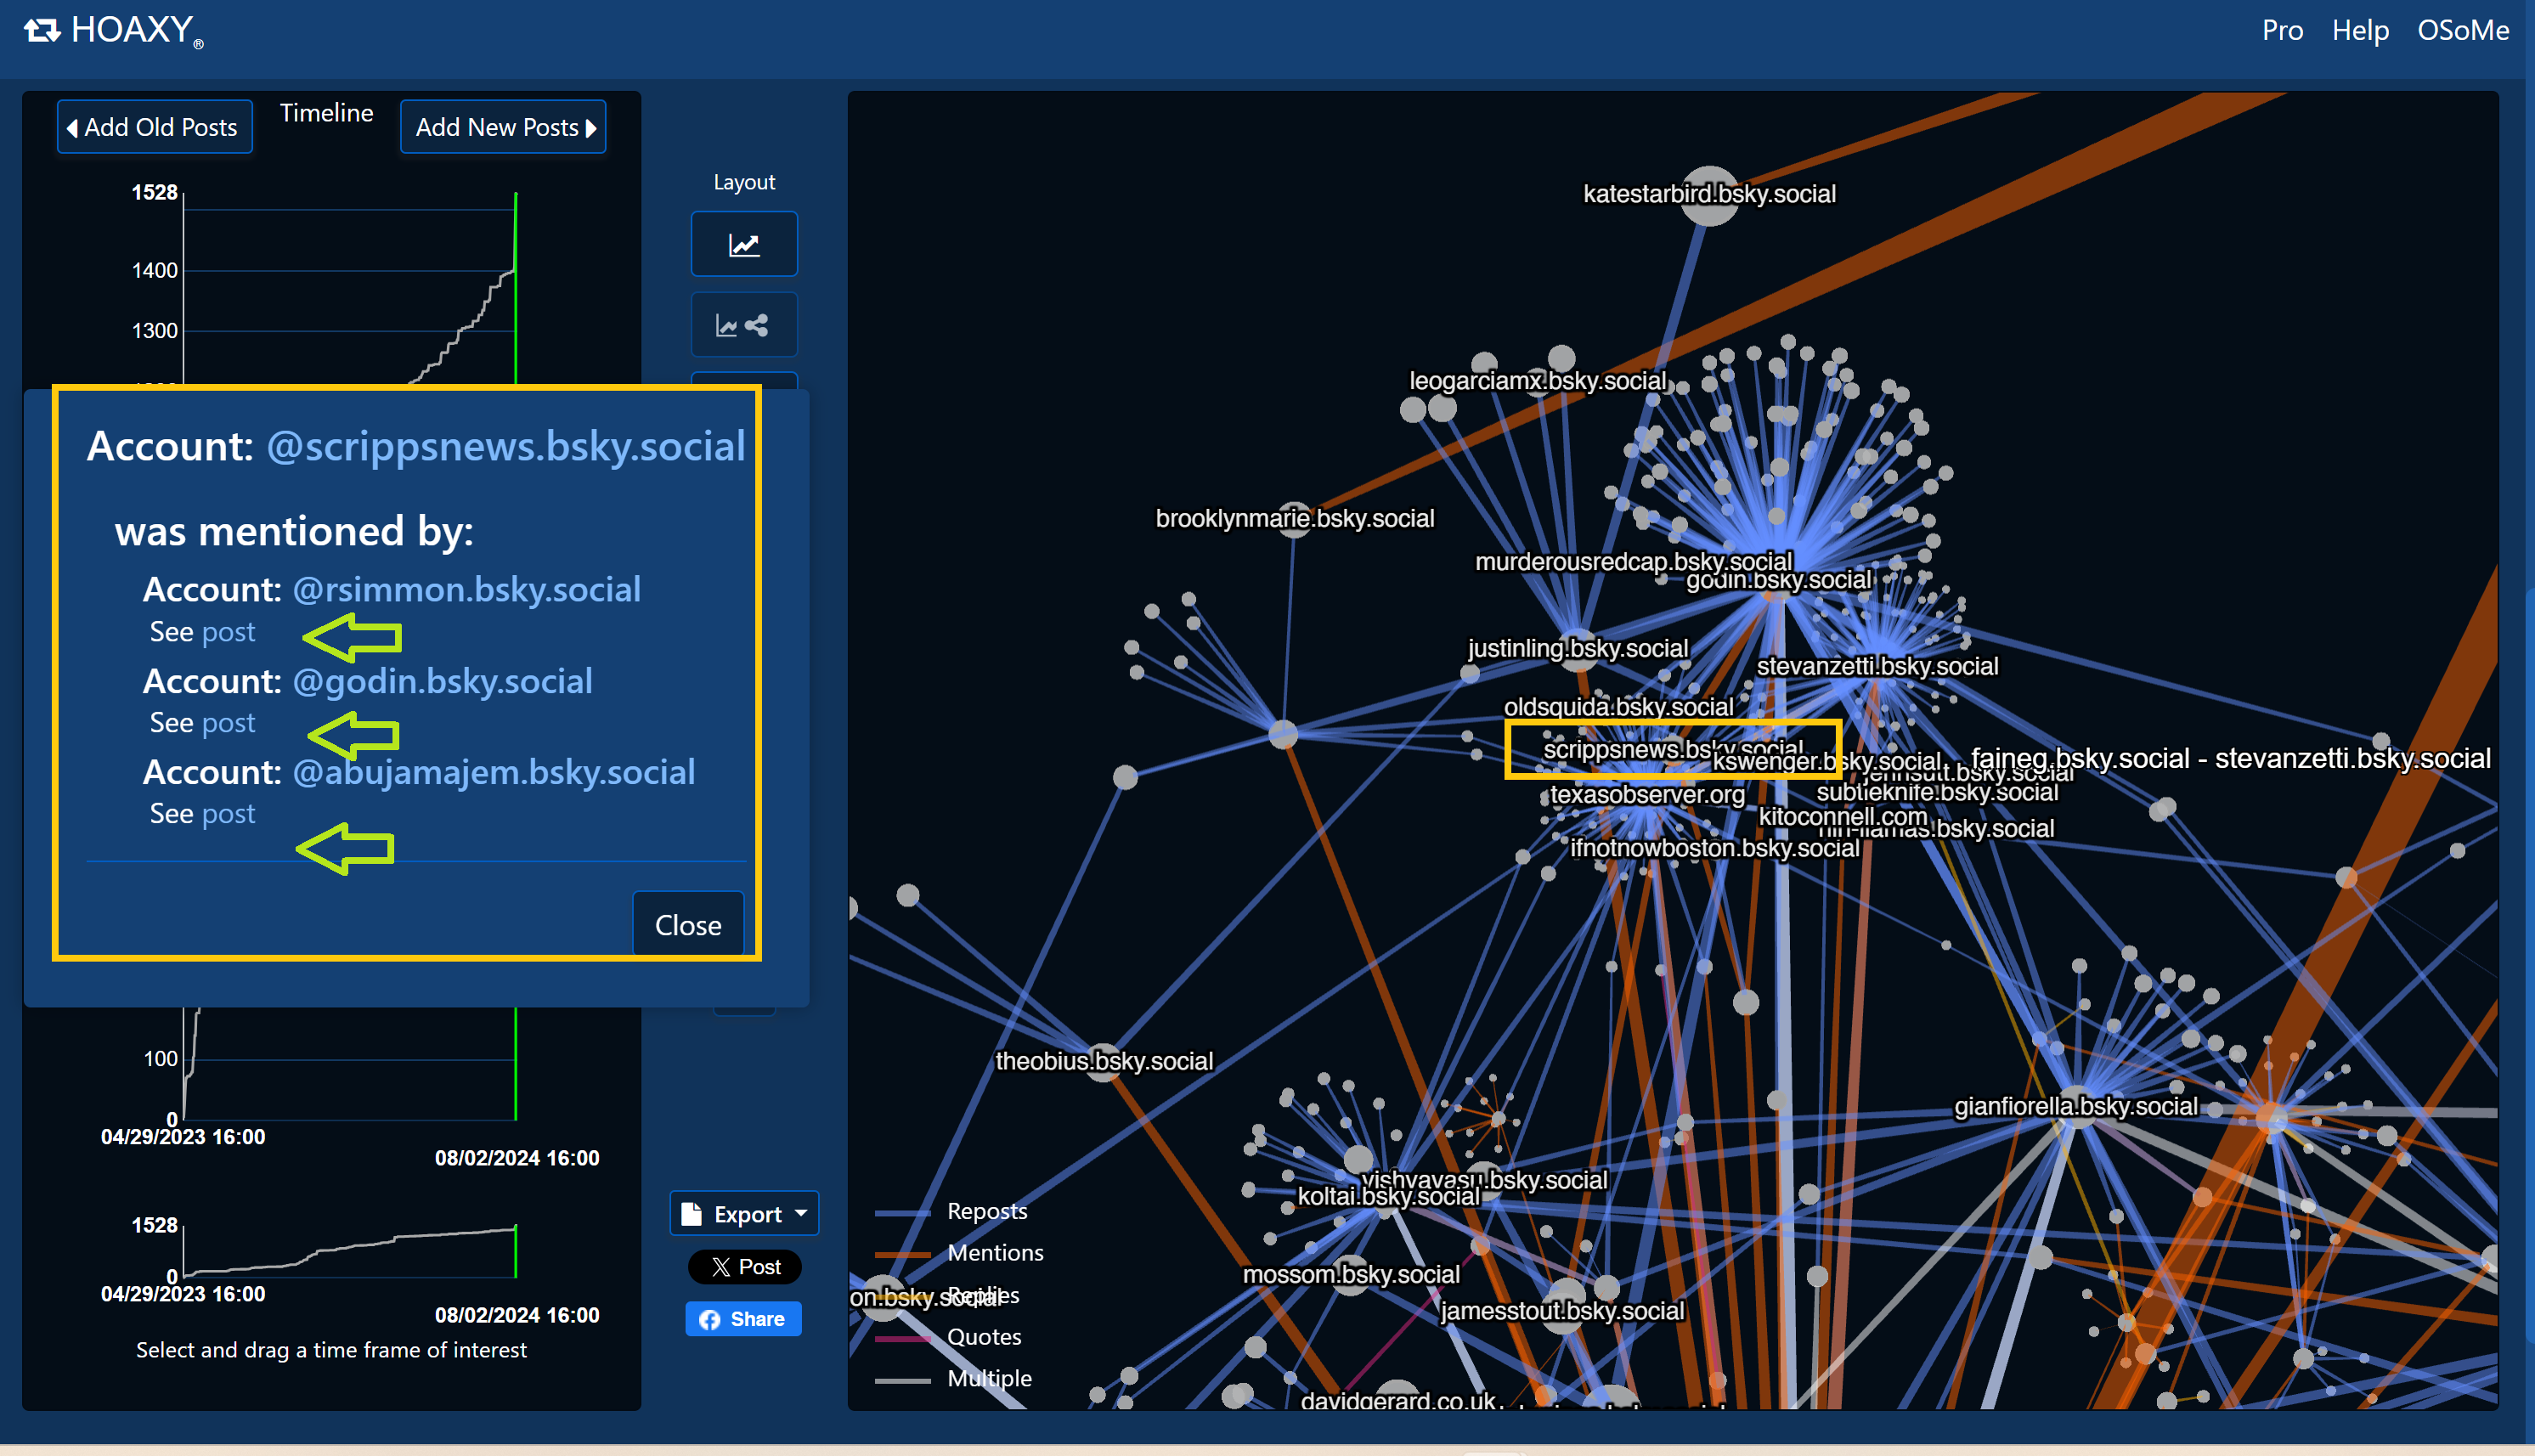 HOAXY®
Pro Help OSoMe
Add Old Posts
Timeline
Add New Posts
1528
1400
1300
Layout
Account: @scrippsnews.bsky.social
was mentioned by:
Account: @rsimmon.bsky.social
See post
Account: @godin.bsky.social
See post
Account: @abujamajem.bsky.social
See post
Close
100
0
04/29/2023 16:00
08/02/2024 16:00
1528
0
04/29/2023 16:00
08/02/2024 16:00
Select and drag a time frame of interest
Export
Post
Share
katestarbird.bsky.social
leogarciamx.bsky.social
brooklynmarie.bsky.social
murderousredcap.bsky.social
godin.bsky.social
justinling.bsky.social
stevanzetti.bsky.social
oldsquida.bsky.social
scrippsnews.bsky.social
kswenger.bsky.social
faineg.bsky.social - stevanzetti.bsky.social
subtleknife.bsky.social
texasobserver.org
kitoconnell.com
ifnotnowboston.bsky.social
theobius.bsky.social
gianfiorella.bsky.social
vishvavasu.bsky.social
koltai.bsky.social
mossom.bsky.social
on.bsky.social
jamesstout.bsky.social
davidgerard.co.uk
Reposts
Mentions
Replies
Quotes
Multiple